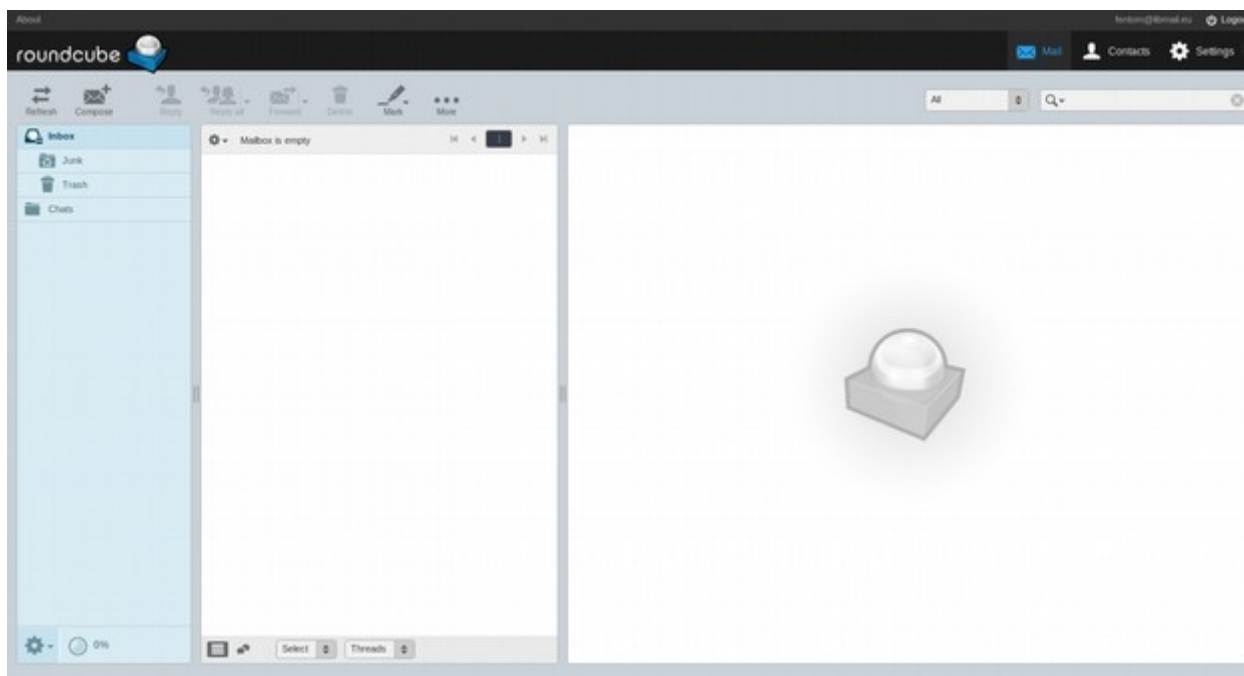 About
Logou
roundcube
Mail Contacts Settings
Refresh Compose Reply Reply all Forward Delete Mark More
All
Inbox
Junk
Trash
Chats
Mailbox is empty
1
0%
Select Threads